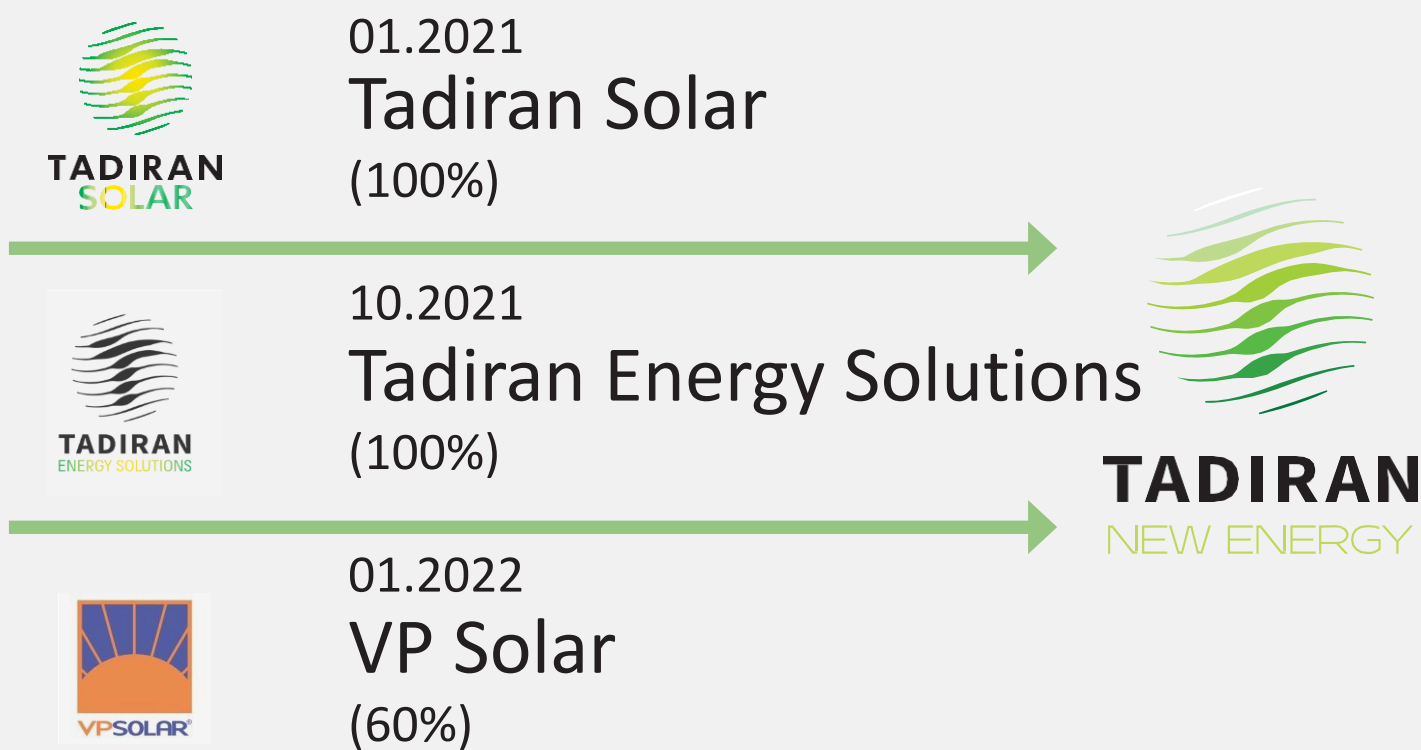 TADIRAN
SOLAR
01.2021
Tadiran Solar
(100%)
TADIRAN
ENERGY SOLUTIONS
10.2021
Tadiran Energy Solutions
(100%)
TADIRAN
NEW ENERGY
VPSOLAR®
01.2022
VP Solar
(60%)